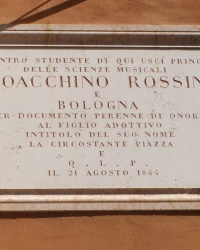 NTRO STUDENTE DI QUI USCÌ PRINC
DELLE SCIENZE MUSICALI
OACCHINO ROSSIN
E
BOLOGNA
ER·DOCUMENTO PERENNE DI ONOR
AL FIGLIO ADOTTIVO
INTITOLÒ DEL SUO NOME
LA CIRCOSTANTE PIAZZA
E
Q. L. P.
IL 21 AGOSTO 1864